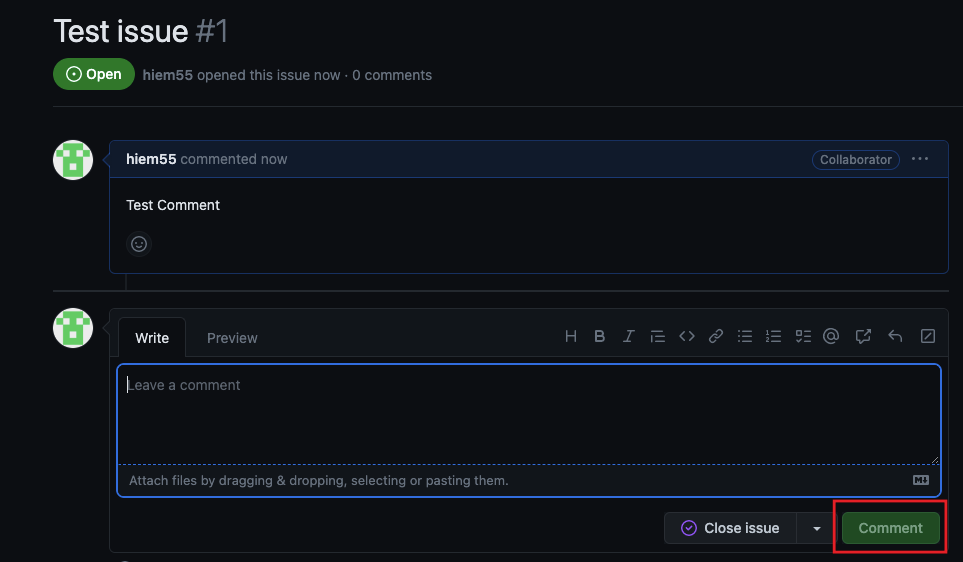 Test issue #1
Open hiem55 opened this issue now · 0 comments
hiem55 commented now Collaborator
Test Comment
Write Preview
Leave a comment
Attach files by dragging & dropping, selecting or pasting them.
Close issue Comment